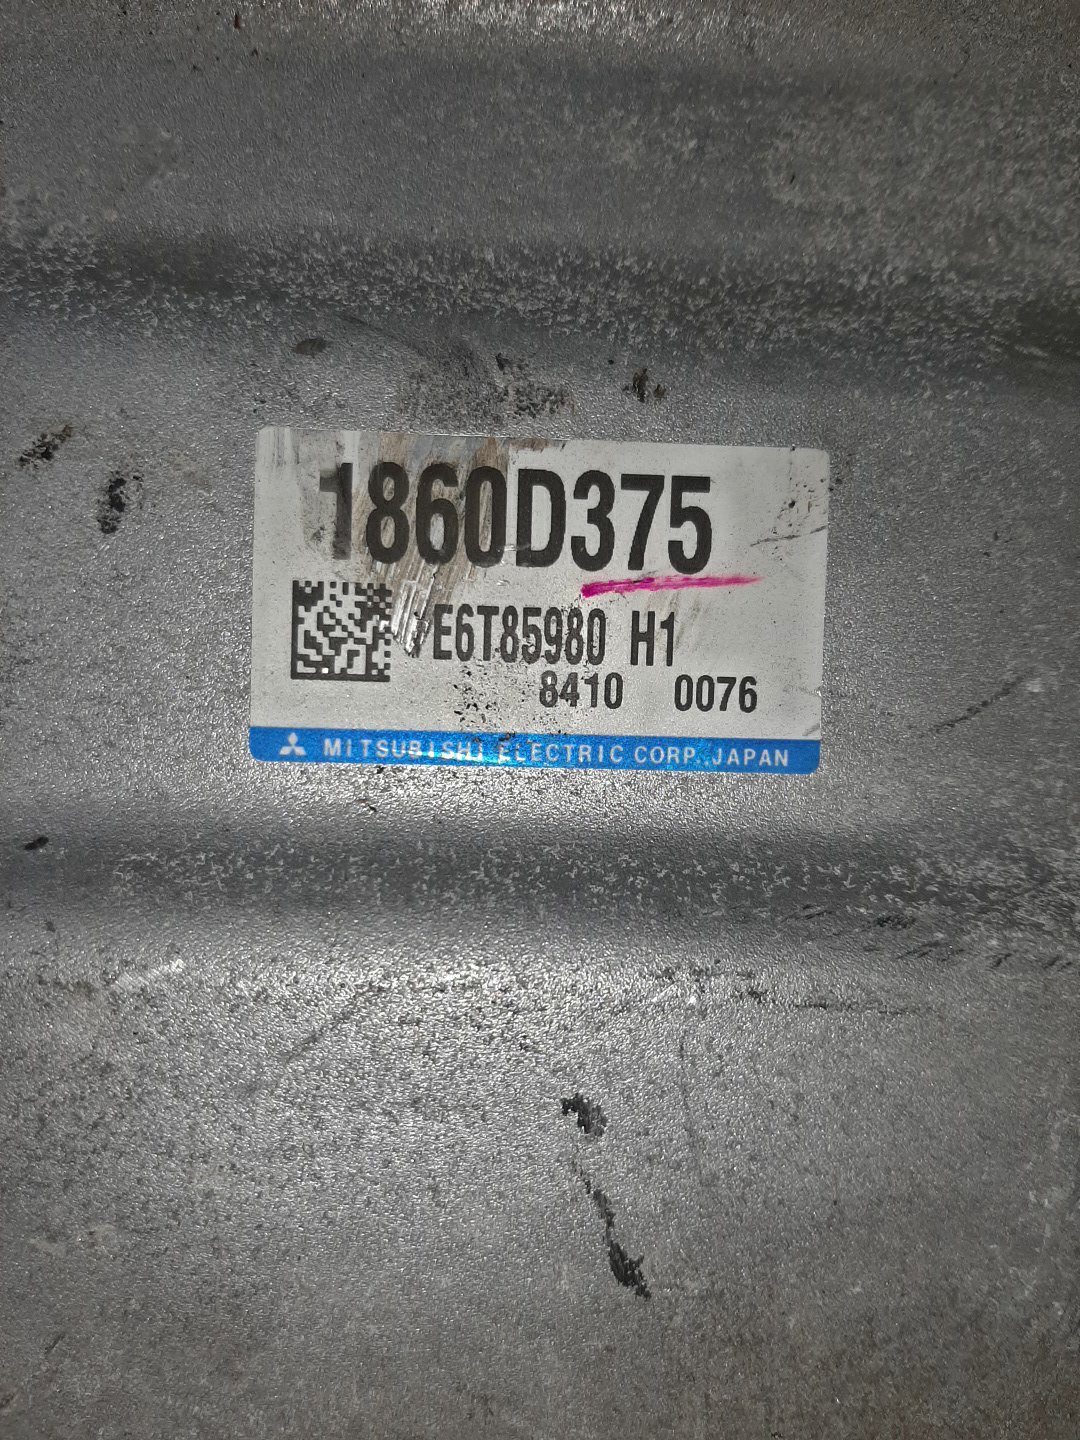 1860D375
E6T85980 H1
8410 0076
MITSUBISHI ELECTRIC CORP. JAPAN